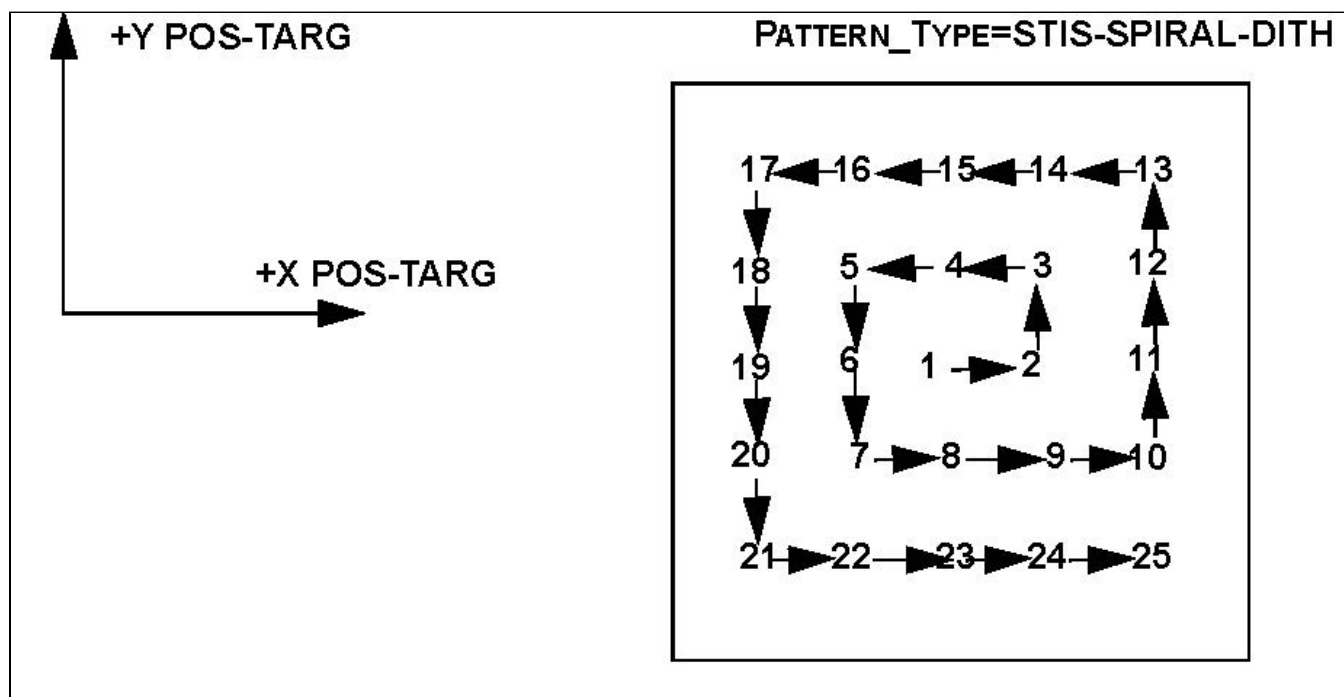 +Y POS-TARG
PATTERN_TYPE=STIS-SPIRAL-DITH
17 16 15 14 13
18 5 4 3 12
+X POS-TARG
19 6 1 2 11
20 7 8 9 10
21 22 23 24 25